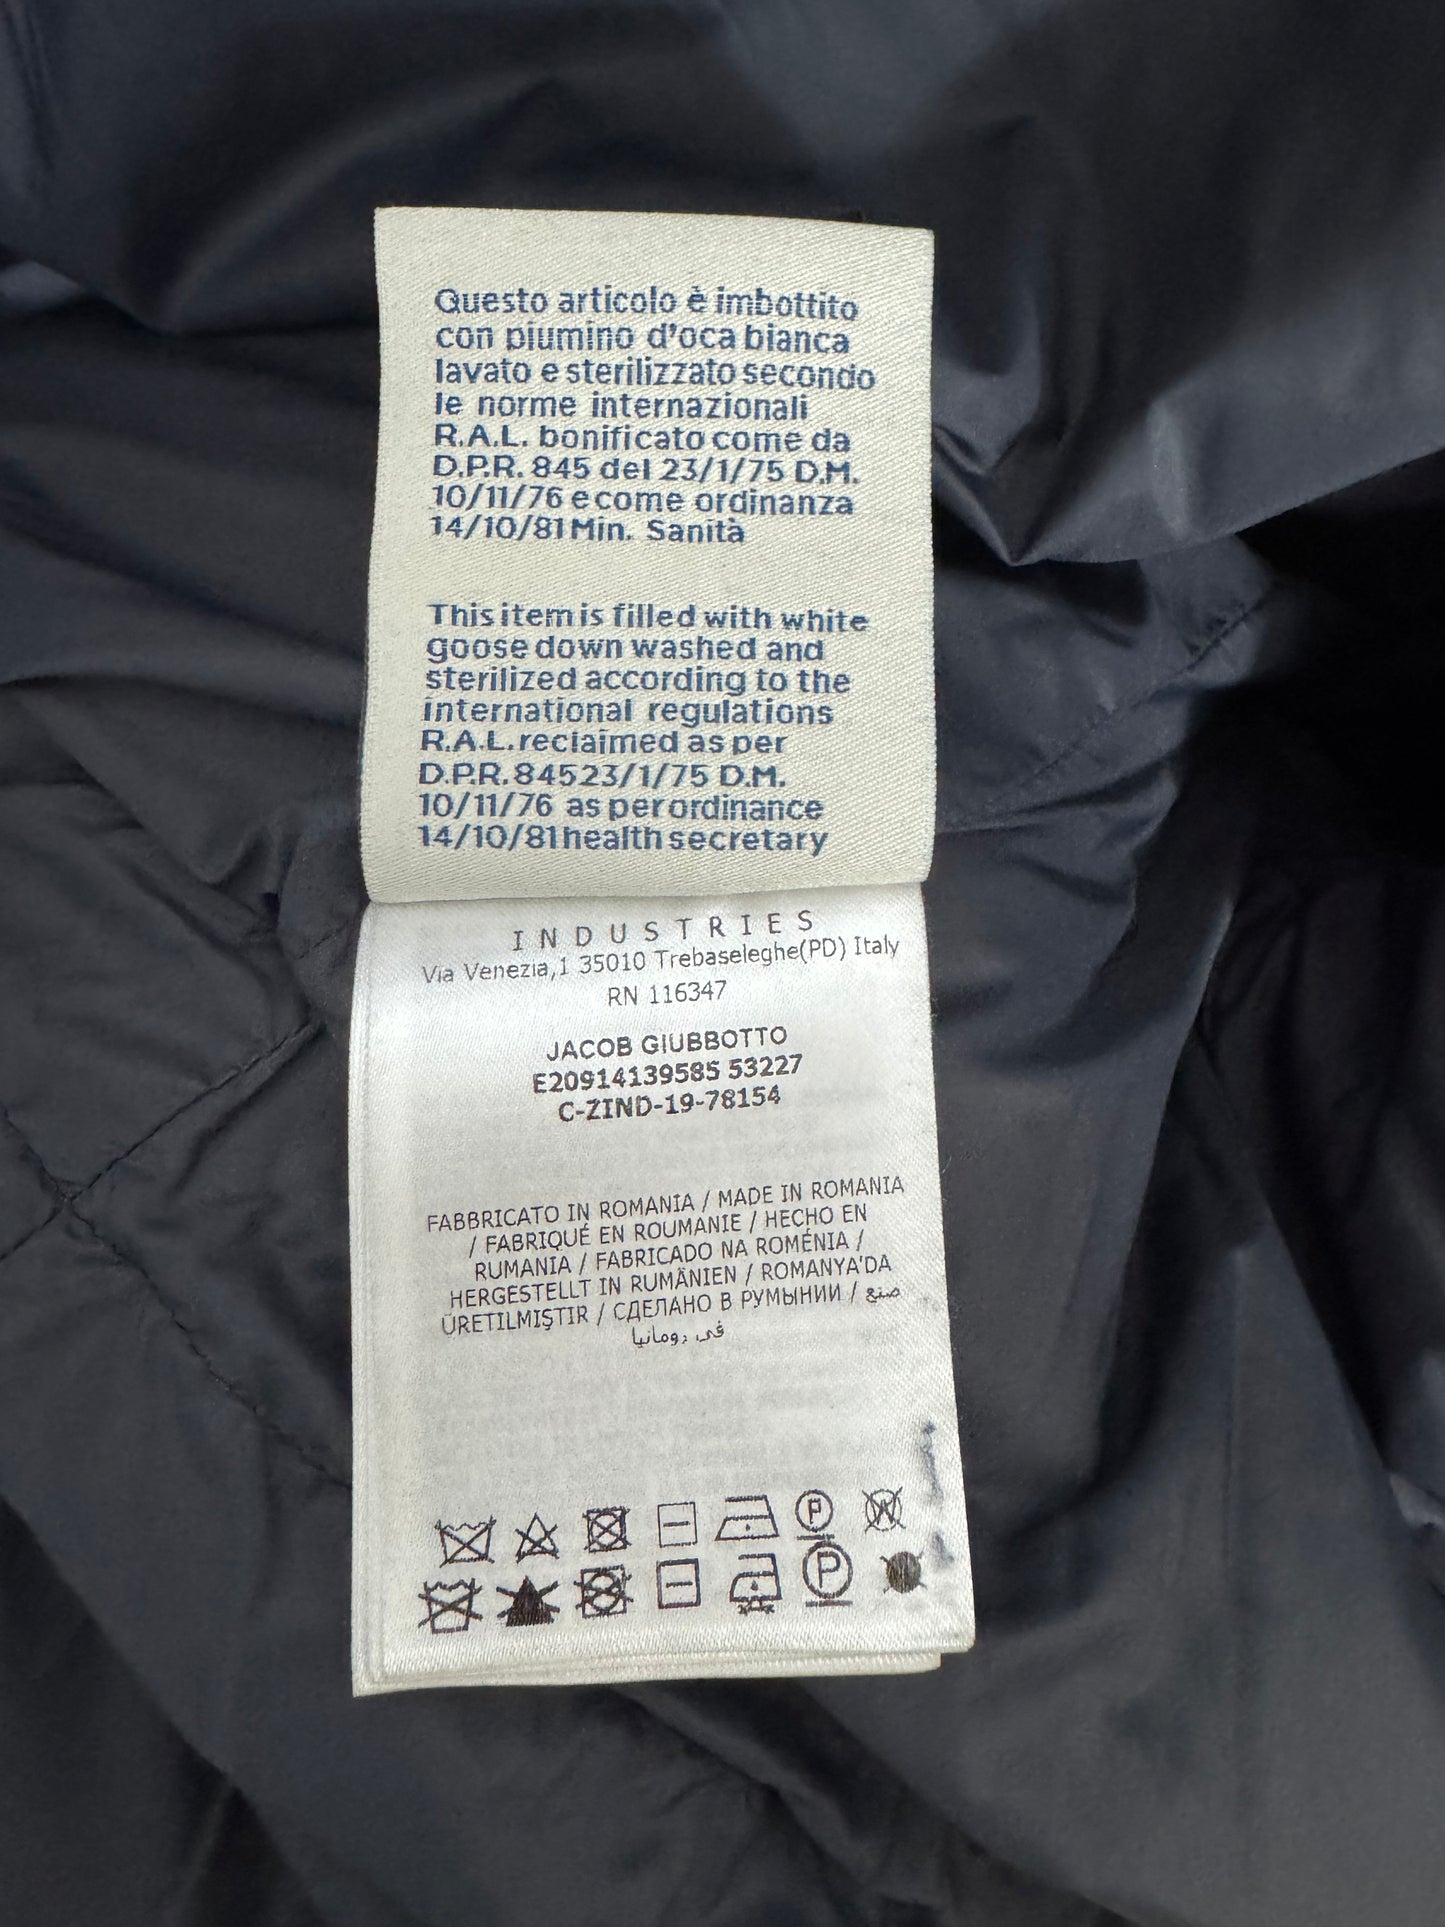 Questo articolo è imbottito
con piumino d'oca bianca
lavato e sterilizzato secondo
le norme internazionali
R.A.L. bonificato come da
D.P.R. 845 del 23/1/75 D.M.
10/11/76 e come ordinanza
14/10/81 Min. Sanità
This item is filled with white
goose down washed and
sterilized according to the
international regulations
R.A.L. reclaimed as per
D.P.R. 845 23/1/75 D.M.
10/11/76 as per ordinance
14/10/81 health secretary
INDUSTRIES
Via Venezia,1 35010 Trebaseleghe(PD) Italy
RN 116347
JACOB GIUBBOTTO
E2091413958S 53227
C-ZIND-19-78154
FABBRICATO IN ROMANIA / MADE IN ROMANIA
/ FABRIQUÉ EN ROUMANIE / HECHO EN
RUMANIA / FABRICADO NA ROMÉNIA /
HERGESTELLT IN RUMÄNIEN / ROMANYA'DA
ÜRETILMIŞTIR / СДЕЛАНО В РУМЫНИИ / صنع
في رومانيا
P W
P